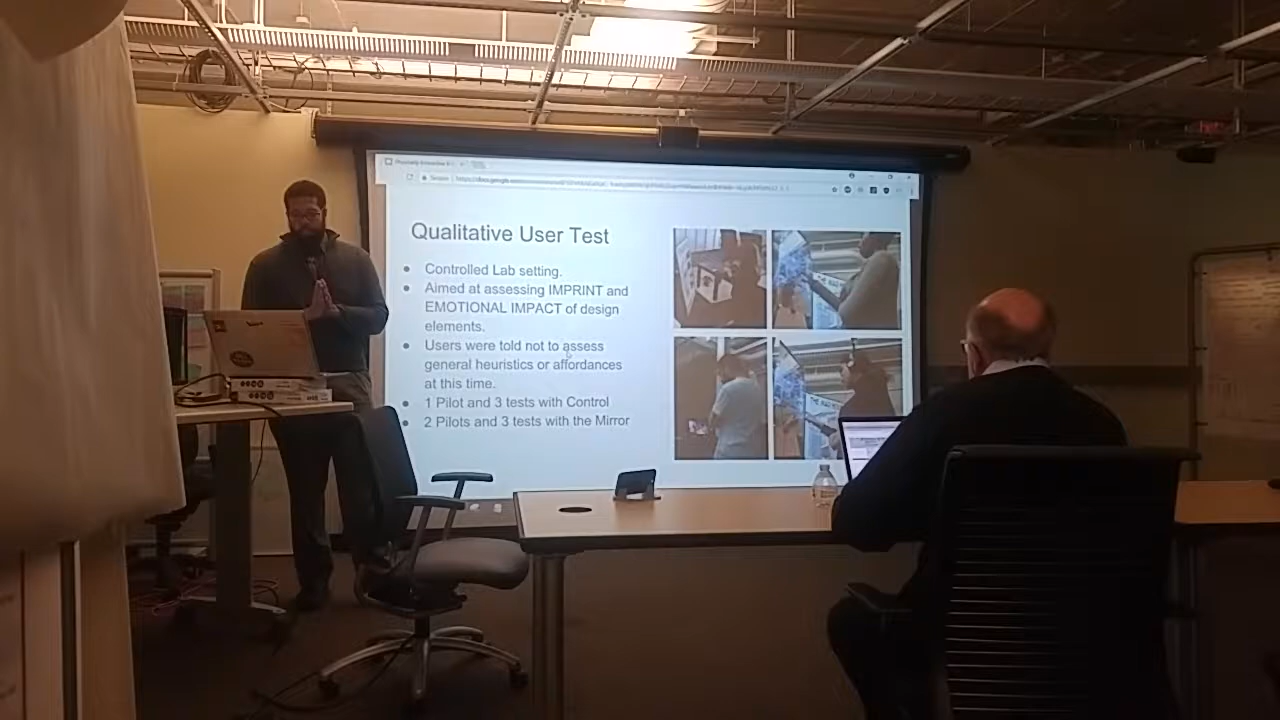 Qualitative User Test
● Controlled Lab setting.
● Aimed at assessing IMPRINT and
EMOTIONAL IMPACT of design
elements.
● Users were told not to assess
general heuristics or affordances
at this time.
● 1 Pilot and 3 tests with Control
● 2 Pilots and 3 tests with the Mirror